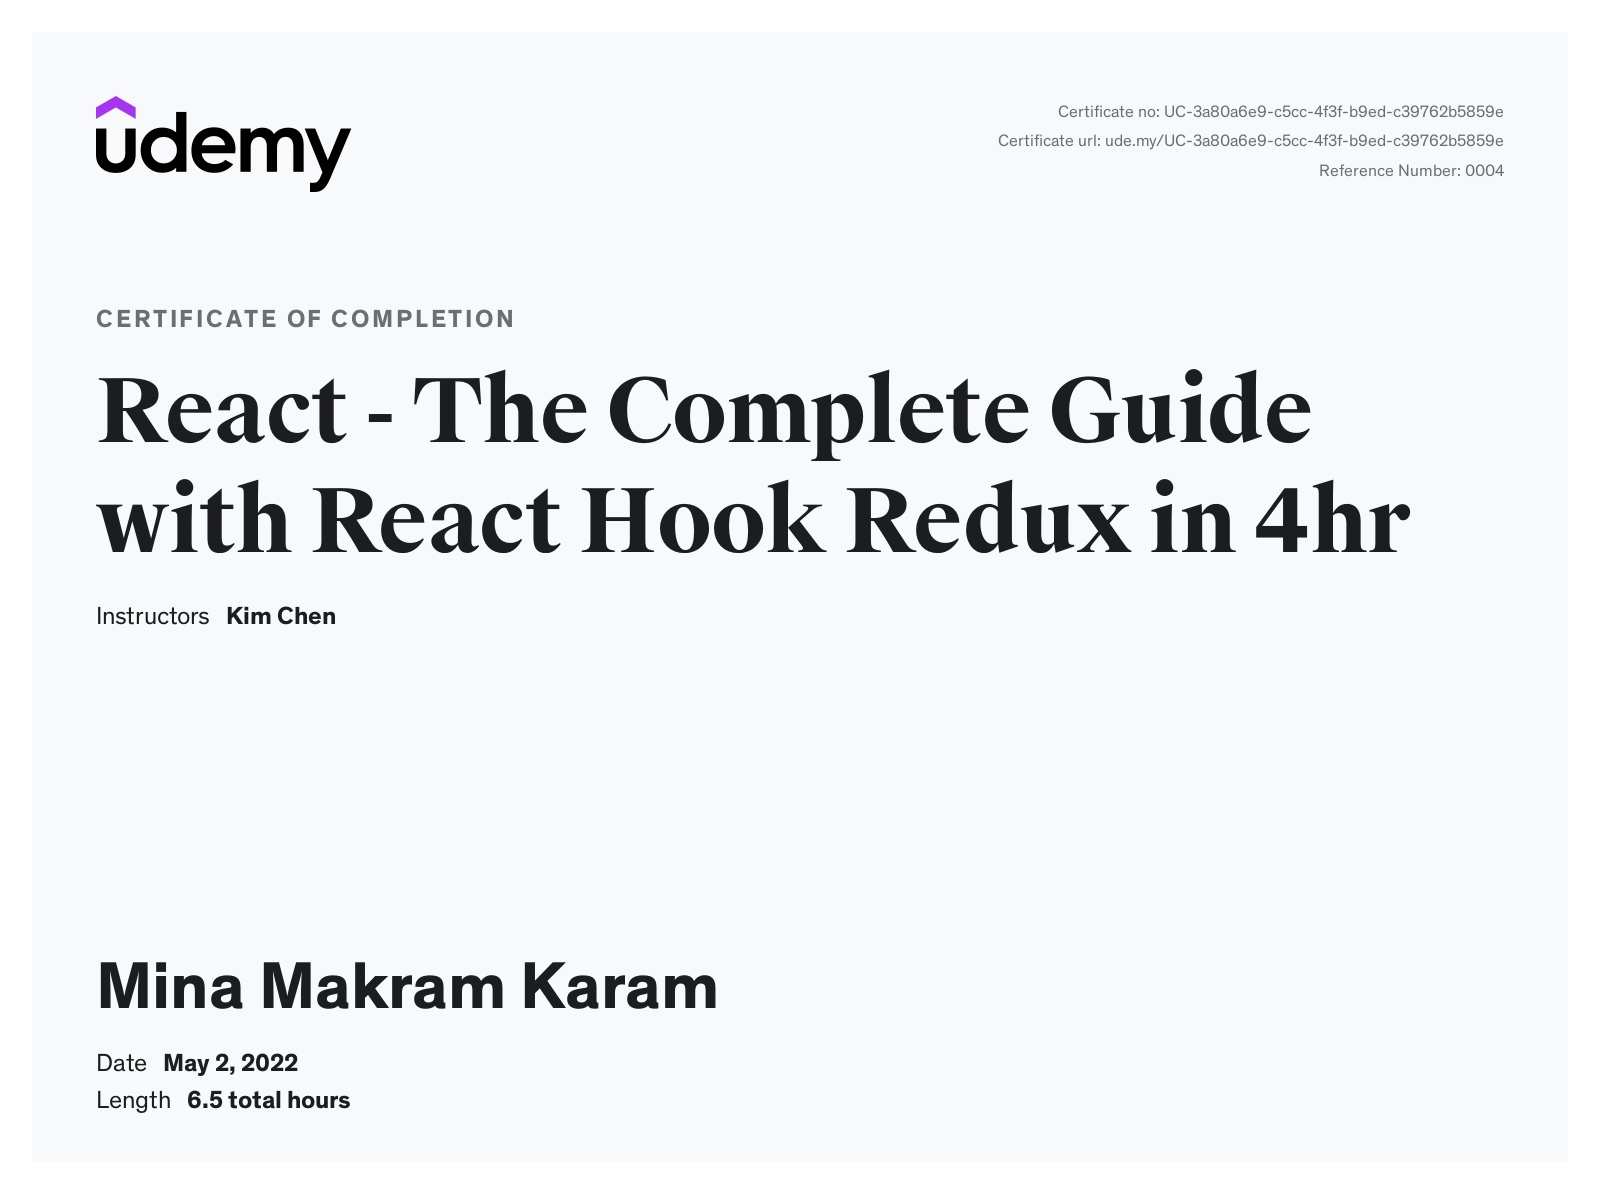 udemy
Certificate no: UC-3a80a6e9-c5cc-4f3f-b9ed-c39762b5859e
Certificate url: ude.my/UC-3a80a6e9-c5cc-4f3f-b9ed-c39762b5859e
Reference Number: 0004
CERTIFICATE OF COMPLETION
React - The Complete Guide
with React Hook Redux in 4hr
Instructors Kim Chen
Mina Makram Karam
Date May 2, 2022
Length 6.5 total hours